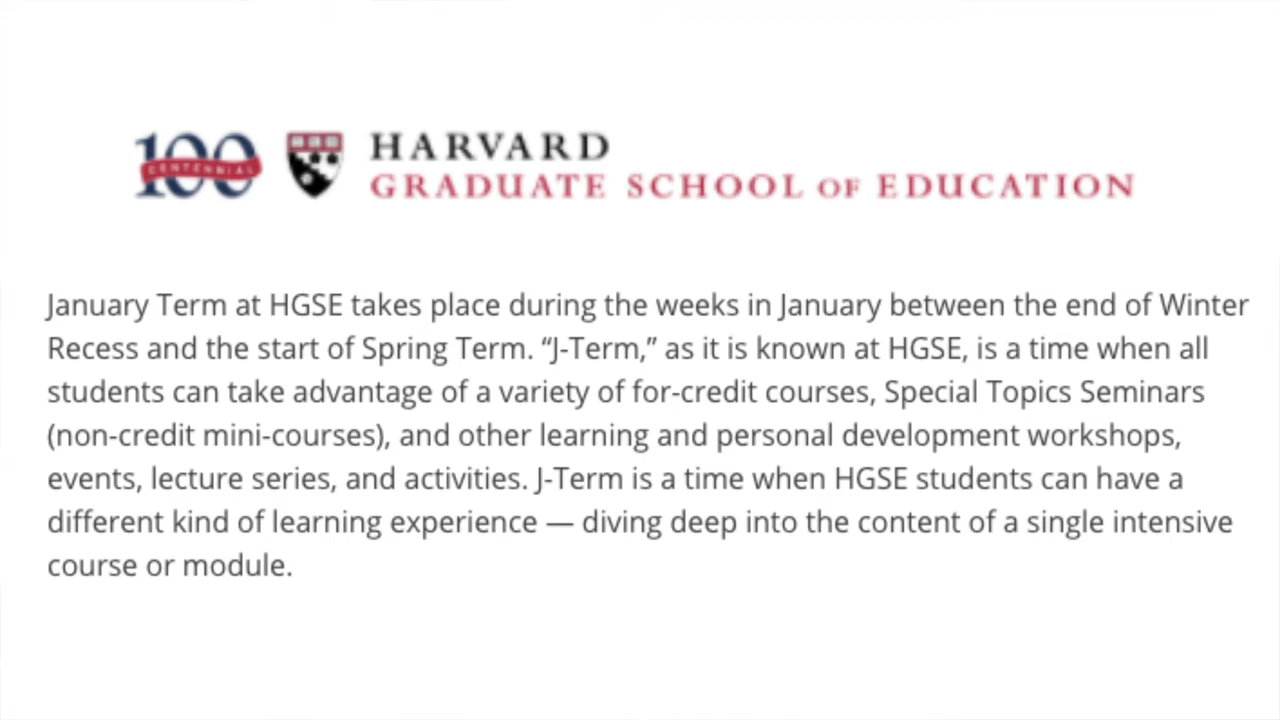 100
CENTENNIAL
HARVARD
GRADUATE SCHOOL OF EDUCATION
January Term at HGSE takes place during the weeks in January between the end of Winter
Recess and the start of Spring Term. “J-Term,” as it is known at HGSE, is a time when all
students can take advantage of a variety of for-credit courses, Special Topics Seminars
(non-credit mini-courses), and other learning and personal development workshops,
events, lecture series, and activities. J-Term is a time when HGSE students can have a
different kind of learning experience — diving deep into the content of a single intensive
course or module.